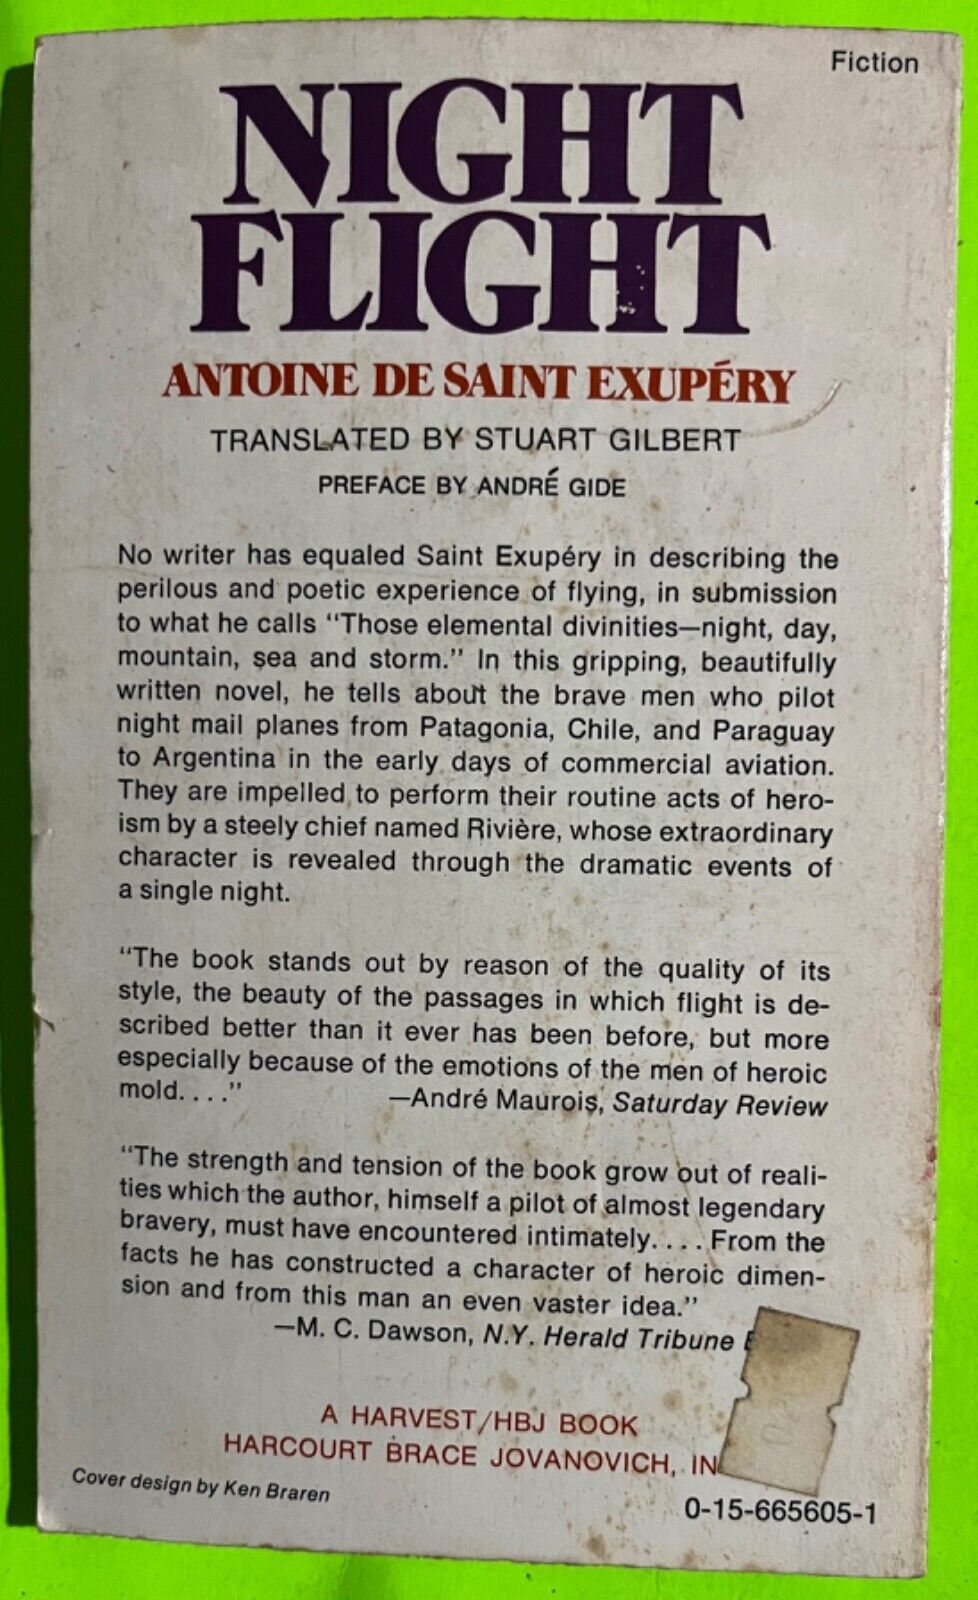 Fiction
NIGHT
FLIGHT
ANTOINE DE SAINT EXUPÉRY
TRANSLATED BY STUART GILBERT
PREFACE BY ANDRÉ GIDE
No writer has equaled Saint Exupéry in describing the
perilous and poetic experience of flying, in submission
to what he calls "Those elemental divinities—night, day,
mountain, sea and storm." In this gripping, beautifully
written novel, he tells about the brave men who pilot
night mail planes from Patagonia, Chile, and Paraguay
to Argentina in the early days of commercial aviation.
They are impelled to perform their routine acts of hero-
ism by a steely chief named Rivière, whose extraordinary
character is revealed through the dramatic events of
a single night.
"The book stands out by reason of the quality of its
style, the beauty of the passages in which flight is de-
scribed better than it ever has been before, but more
especially because of the emotions of the men of heroic
mold. . . ." —André Maurois, Saturday Review
"The strength and tension of the book grow out of reali-
ties which the author, himself a pilot of almost legendary
bravery, must have encountered intimately. . . . From the
facts he has constructed a character of heroic dimen-
sion and from this man an even vaster idea."
—M. C. Dawson, N.Y. Herald Tribune
A HARVEST/HBJ BOOK
HARCOURT BRACE JOVANOVICH, IN
Cover design by Ken Braren
0-15-665605-1